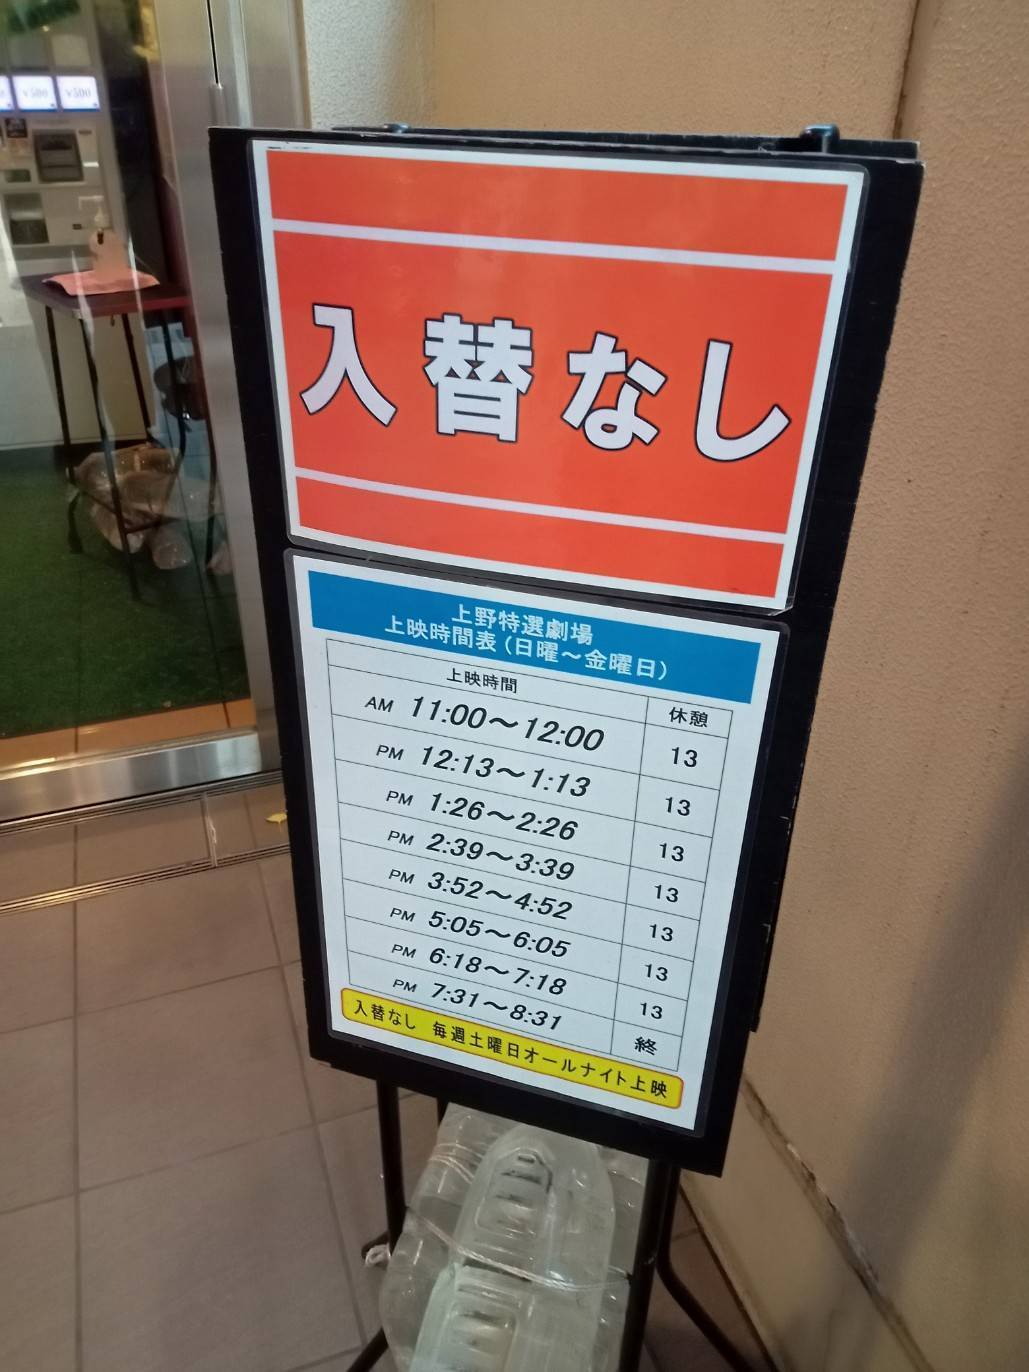 ¥500 ¥500
入替なし
上野特選劇場
上映時間表(日曜～金曜日)
上映時間 休憩
AM 11:00～12:00 13
PM 12:13～1:13 13
PM 1:26～2:26 13
PM 2:39～3:39 13
PM 3:52～4:52 13
PM 5:05～6:05 13
PM 6:18～7:18 13
PM 7:31～8:31 終
入替なし 毎週土曜日オールナイト上映